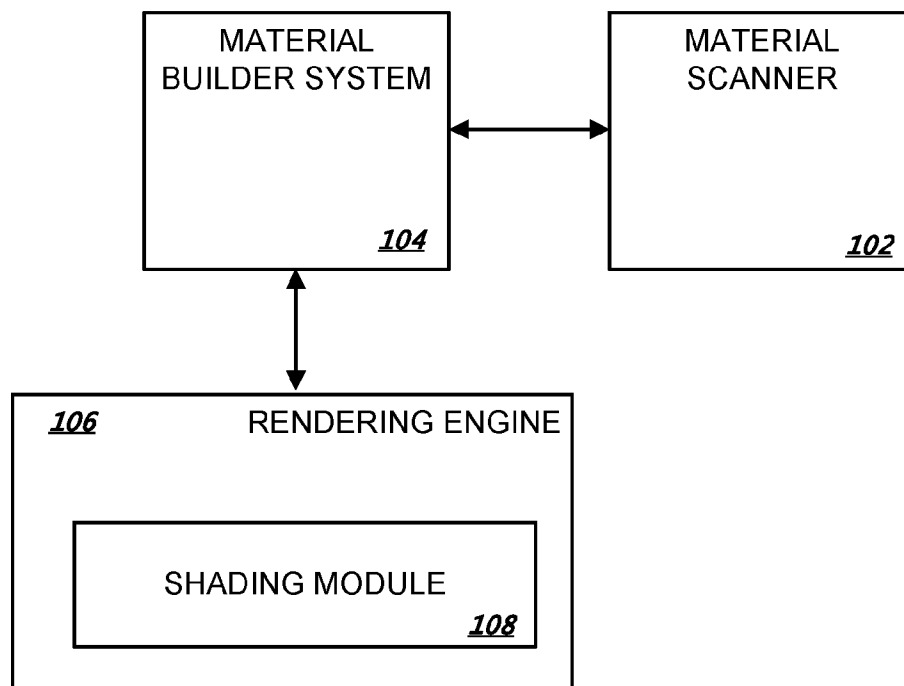 MATERIAL
BUILDER SYSTEM
104
MATERIAL
SCANNER
102
106
RENDERING ENGINE
SHADING MODULE
108